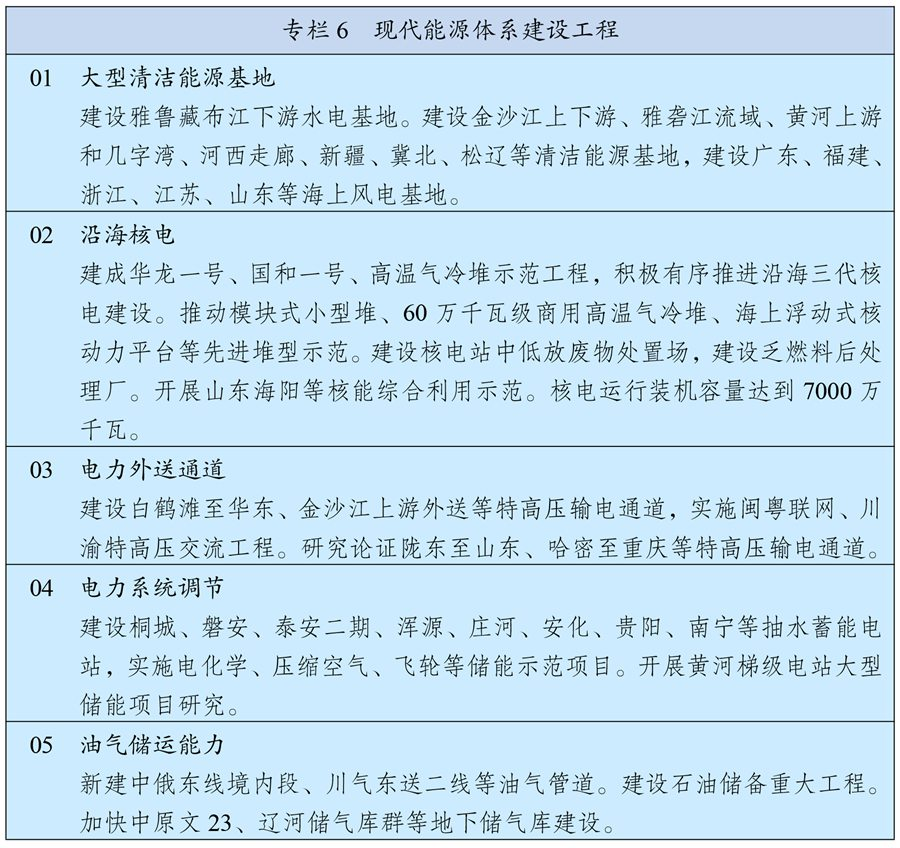 专栏6 现代能源体系建设工程
01 大型清洁能源基地
建设雅鲁藏布江下游水电基地。建设金沙江上下游、雅砻江流域、黄河上游
和几字湾、河西走廊、新疆、冀北、松辽等清洁能源基地，建设广东、福建、
浙江、江苏、山东等海上风电基地。
02 沿海核电
建成华龙一号、国和一号、高温气冷堆示范工程，积极有序推进沿海三代核
电建设。推动模块式小型堆、60万千瓦级商用高温气冷堆、海上浮动式核
动力平台等先进堆型示范。建设核电站中低放废物处置场，建设乏燃料后处
理厂。开展山东海阳等核能综合利用示范。核电运行装机容量达到7000万
千瓦。
03 电力外送通道
建设白鹤滩至华东、金沙江上游外送等特高压输电通道，实施闽粤联网、川
渝特高压交流工程。研究论证陇东至山东、哈密至重庆等特高压输电通道。
04 电力系统调节
建设桐城、磐安、泰安二期、浑源、庄河、安化、贵阳、南宁等抽水蓄能电
站，实施电化学、压缩空气、飞轮等储能示范项目。开展黄河梯级电站大型
储能项目研究。
05 油气储运能力
新建中俄东线境内段、川气东送二线等油气管道。建设石油储备重大工程。
加快中原文23、辽河储气库群等地下储气库建设。